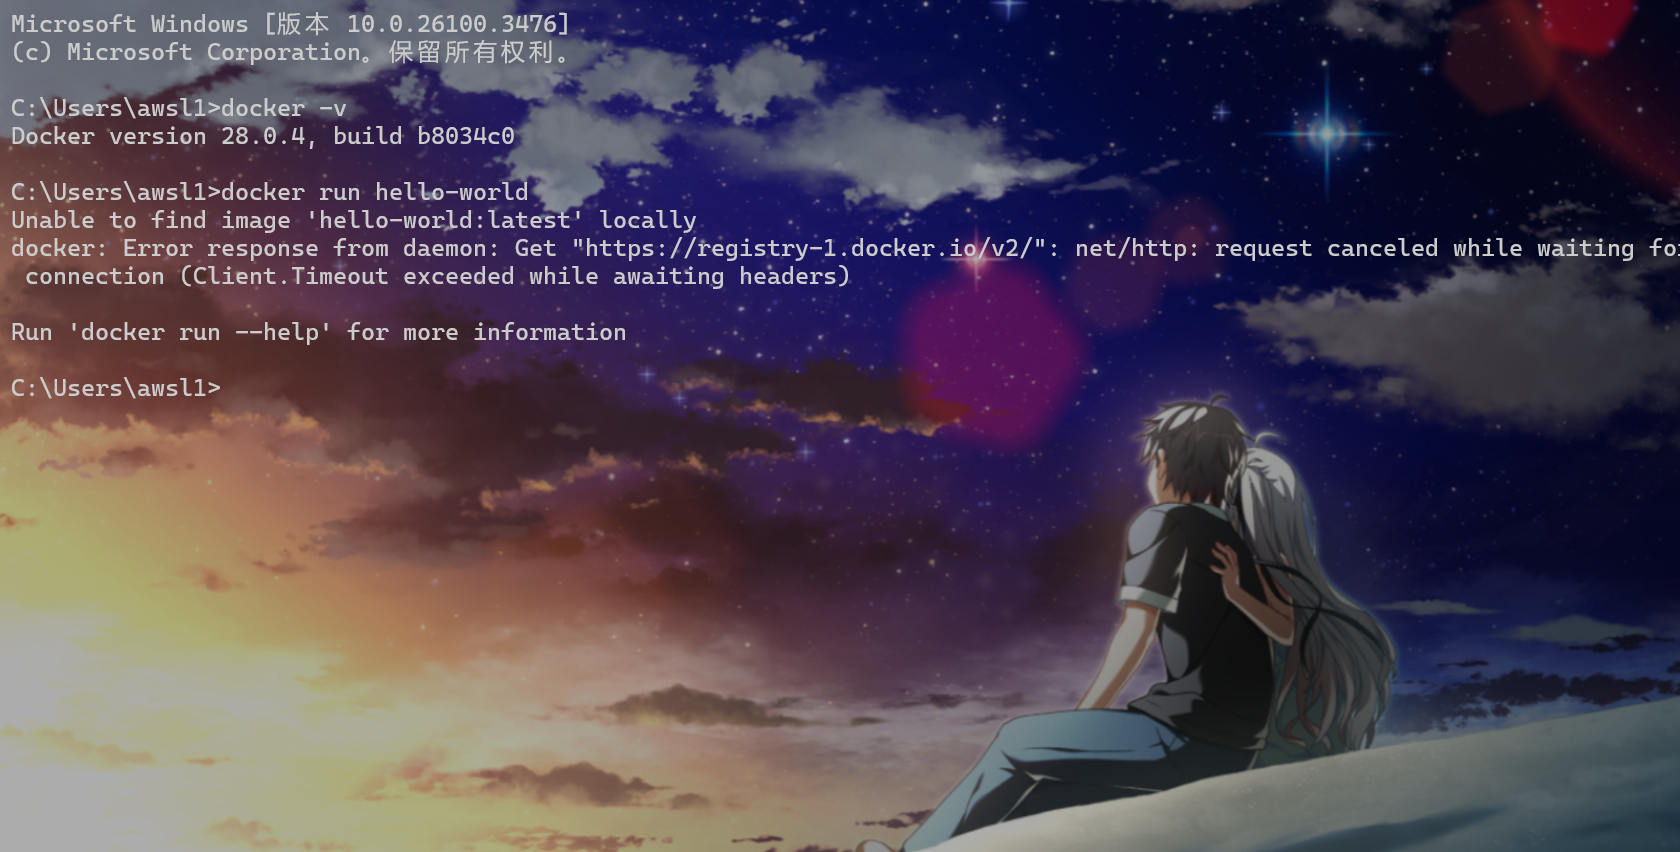 Microsoft Windows [版本 10.0.26100.3476]
(c) Microsoft Corporation。保留所有权利。
C:\Users\awsl1>docker -v
Docker version 28.0.4, build b8034c0
C:\Users\awsl1>docker run hello-world
Unable to find image 'hello-world:latest' locally
docker: Error response from daemon: Get "https://registry-1.docker.io/v2/": net/http: request canceled while waiting for
connection (Client.Timeout exceeded while awaiting headers)
Run 'docker run --help' for more information
C:\Users\awsl1>